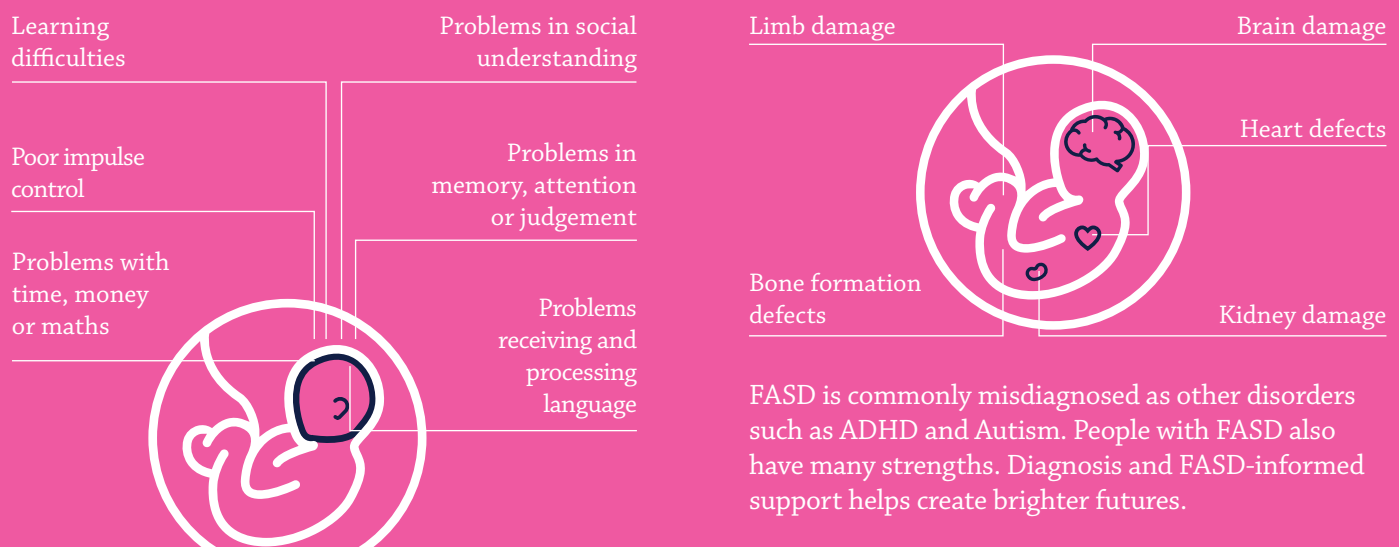 Learning
difficulties
Problems in social
understanding
Poor impulse
control
Problems in
memory, attention
or judgement
Problems with
time, money
or maths
Problems
receiving and
processing
language
Limb damage
Brain damage
Heart defects
Bone formation
defects
Kidney damage
FASD is commonly misdiagnosed as other disorders
such as ADHD and Autism. People with FASD also
have many strengths. Diagnosis and FASD-informed
support helps create brighter futures.